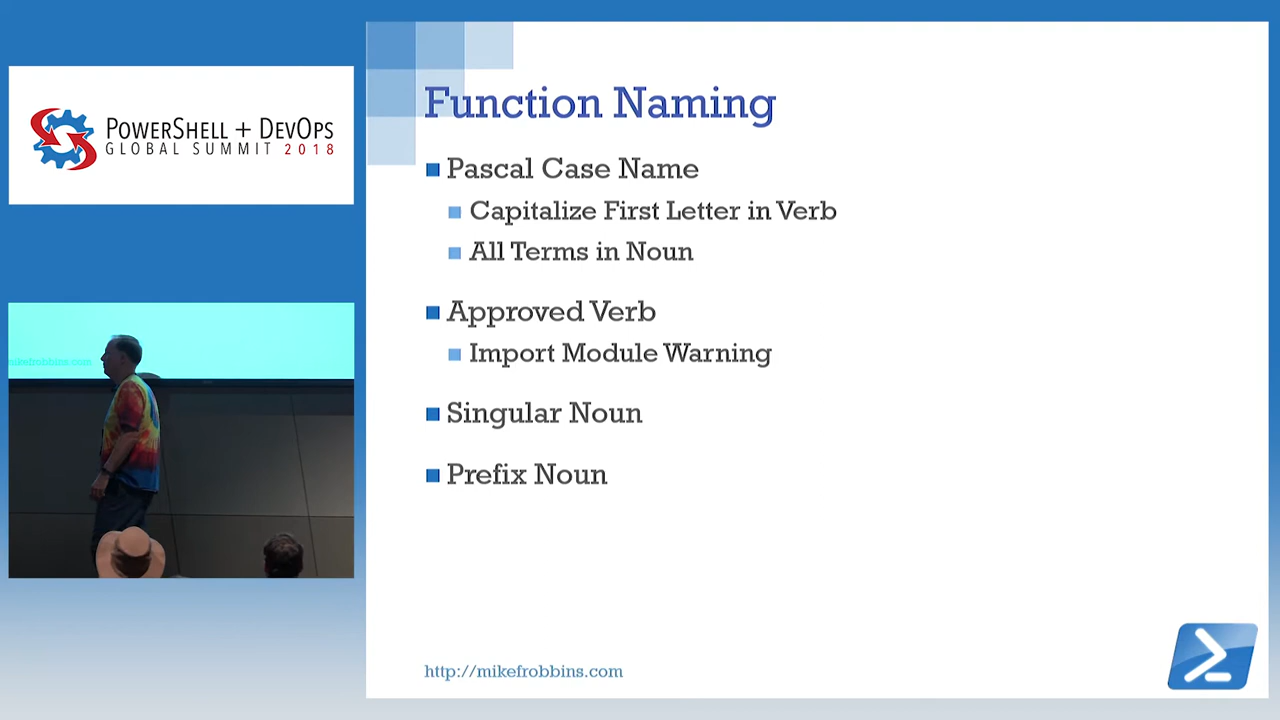 POWERSHELL + DEVOPS
GLOBAL SUMMIT 2018
mikefrobbins.com
Function Naming
Pascal Case Name
Capitalize First Letter in Verb
All Terms in Noun
Approved Verb
Import Module Warning
Singular Noun
Prefix Noun
http://mikefrobbins.com